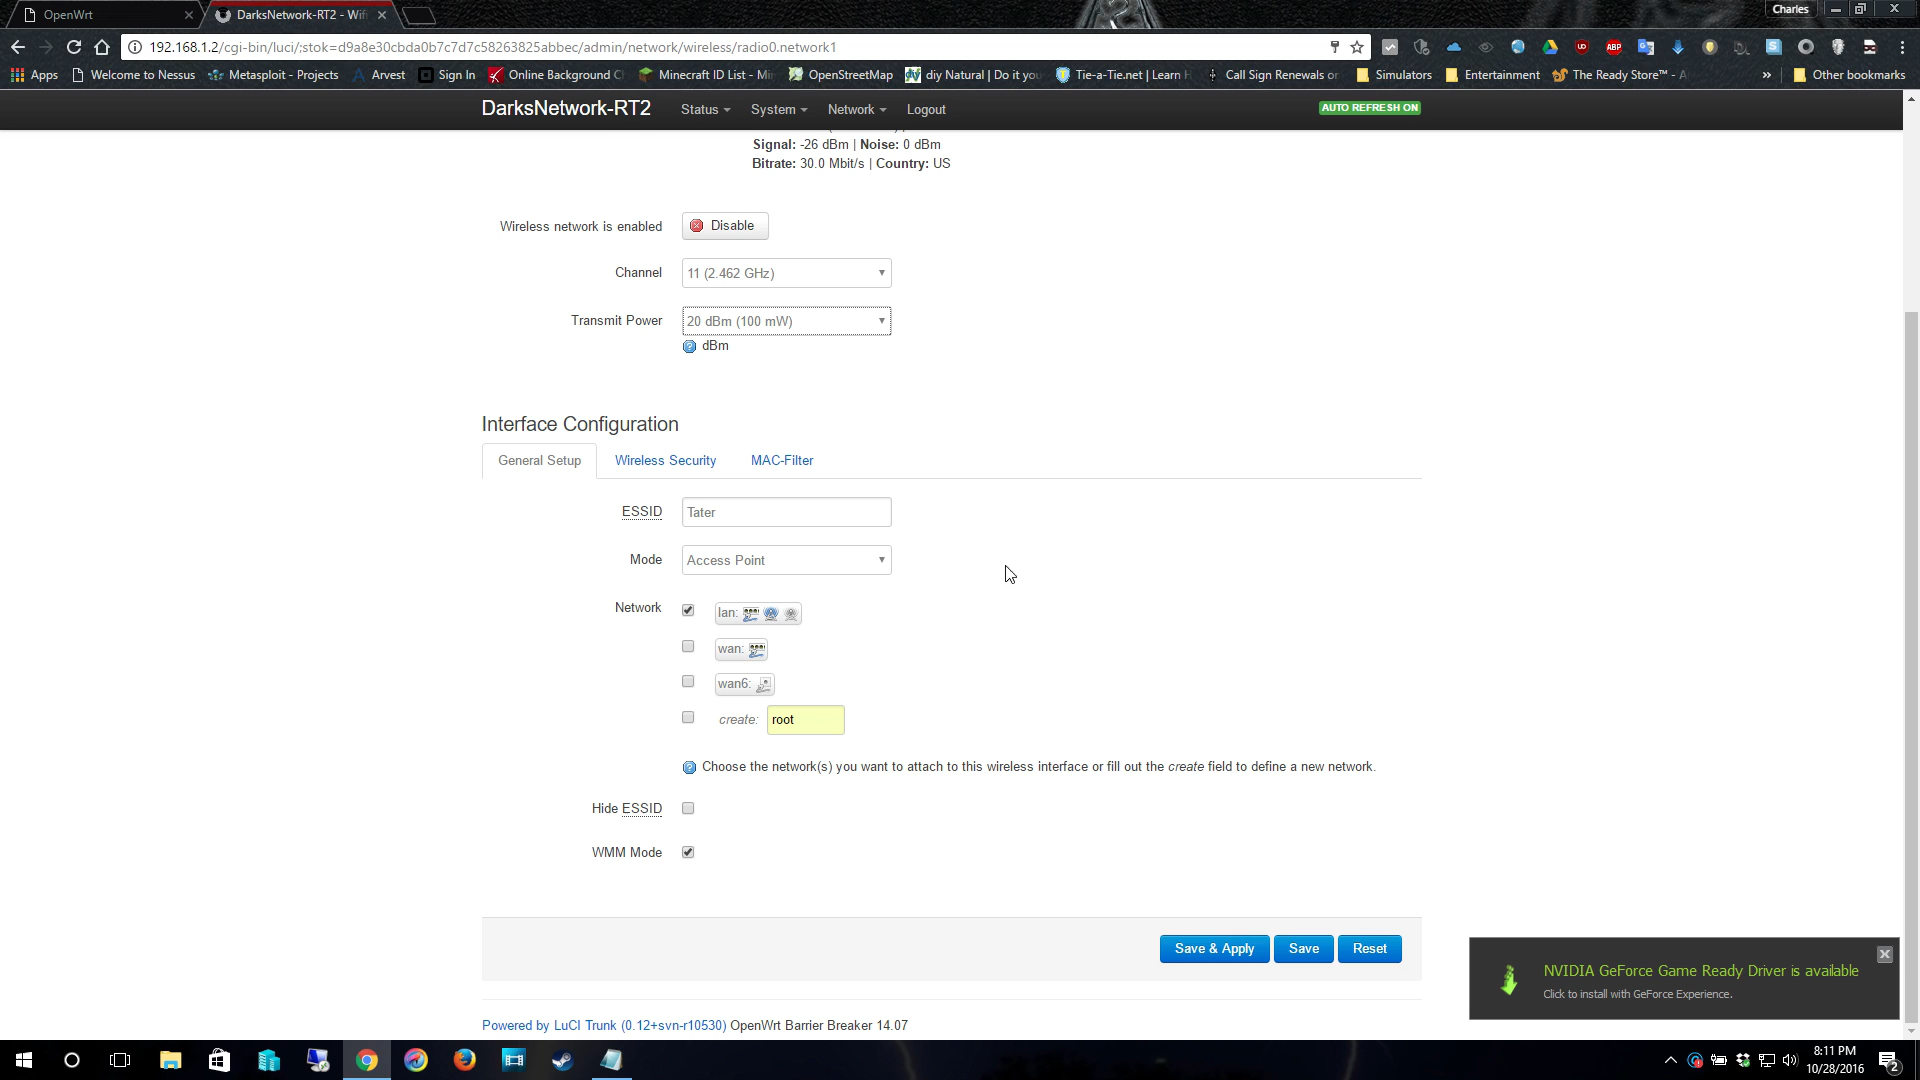 OpenWrt
DarksNetwork-RT2 - Wifi
Charles
192.168.1.2/cgi-bin/luci/;stok=d9a8e30cbda0b7c7d7c58263825abbec/admin/network/wireless/radio0.network1
Apps Welcome to Nessus Metasploit - Projects Arvest Sign In Online Background C Minecraft ID List - Mi OpenStreetMap diy Natural | Do it you Tie-a-Tie.net | Learn H Call Sign Renewals or Simulators Entertainment The Ready Store™ - A » Other bookmarks
DarksNetwork-RT2 Status System Network Logout AUTO REFRESH ON
Signal: -26 dBm | Noise: 0 dBm
Bitrate: 30.0 Mbit/s | Country: US
Wireless network is enabled Disable
Channel 11 (2.462 GHz)
Transmit Power 20 dBm (100 mW)
dBm
Interface Configuration
General Setup Wireless Security MAC-Filter
ESSID Tater
Mode Access Point
Network lan:
wan:
wan6:
create: root
Choose the network(s) you want to attach to this wireless interface or fill out the create field to define a new network.
Hide ESSID
WMM Mode
Save & Apply Save Reset
NVIDIA GeForce Game Ready Driver is available
Click to install with GeForce Experience.
Powered by LuCI Trunk (0.12+svn-r10530) OpenWrt Barrier Breaker 14.07
8:11 PM
10/28/2016
2